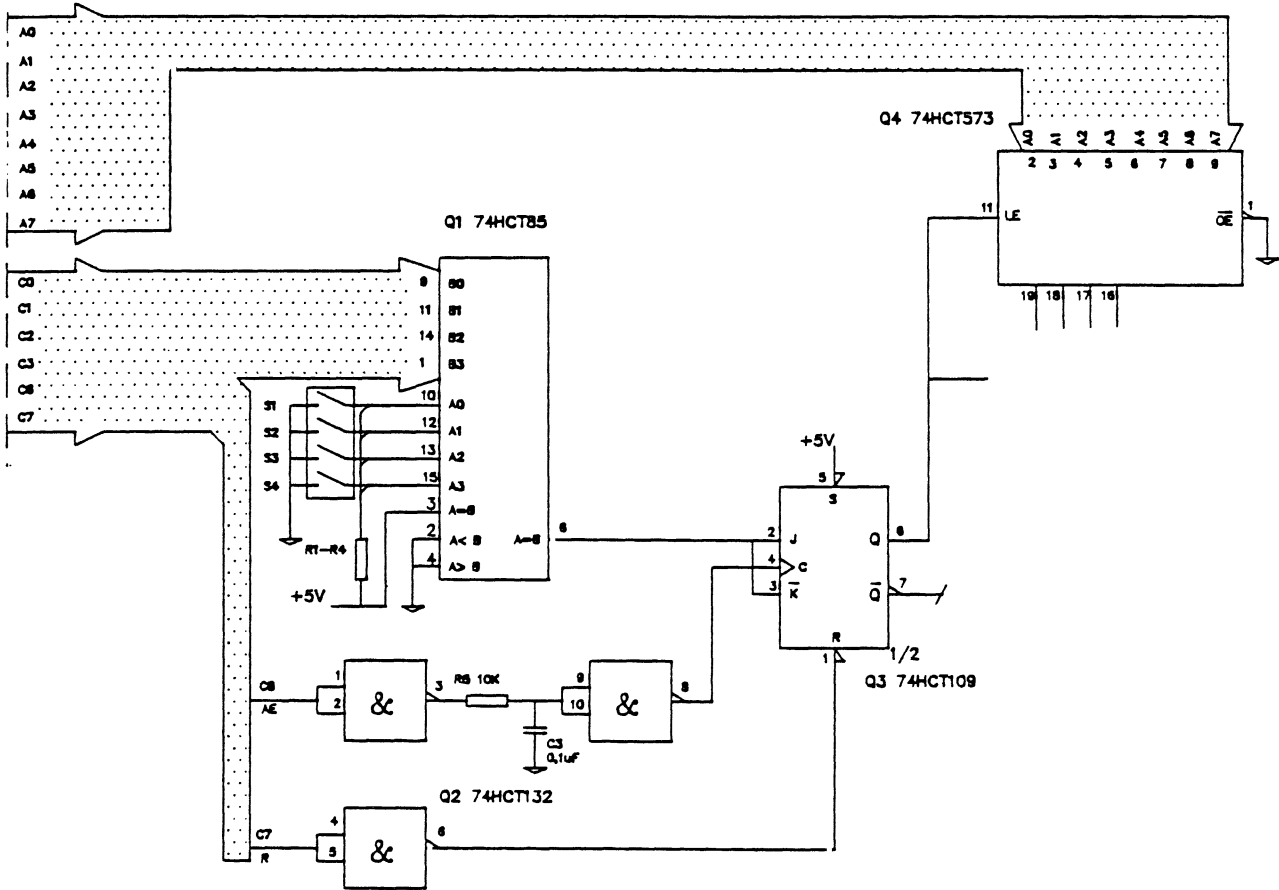 A0
A1
A2
A3
A4
A5
A6
A7
Q4 74HCT573
A0 A1 A2 A3 A4 A5 A6 A7
2 3 4 5 6 7 8 9
11 LE
OE 1
19 18 17 16
Q1 74HCT85
C0
C1
C2
C3
C6
C7
9 B0
11 B1
14 B2
1 B3
S1 10 A0
S2 12 A1
S3 13 A2
S4 15 A3
3 A=B
2 A< B
4 A> B
A=B 6
R1-R4
+5V
+5V
5 S
2 J Q 6
4 C
3 K Q 7
R
1
1/2
Q3 74HCT109
C6
AE
1
2
&
3
R5 10K
C3
0,1uF
9
10
&
8
Q2 74HCT132
C7
R
4
5
&
6